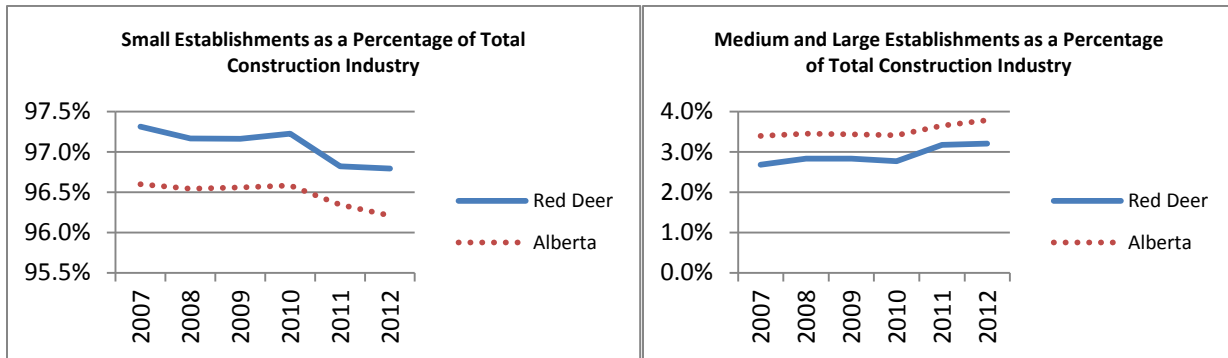 Small Establishments as a Percentage of Total
Construction Industry
97.5%
97.0%
96.5%
96.0%
95.5%
2007
2008
2009
2010
2011
2012
Red Deer
Alberta
Medium and Large Establishments as a Percentage
of Total Construction Industry
4.0%
3.0%
2.0%
1.0%
0.0%
2007
2008
2009
2010
2011
2012
Red Deer
Alberta